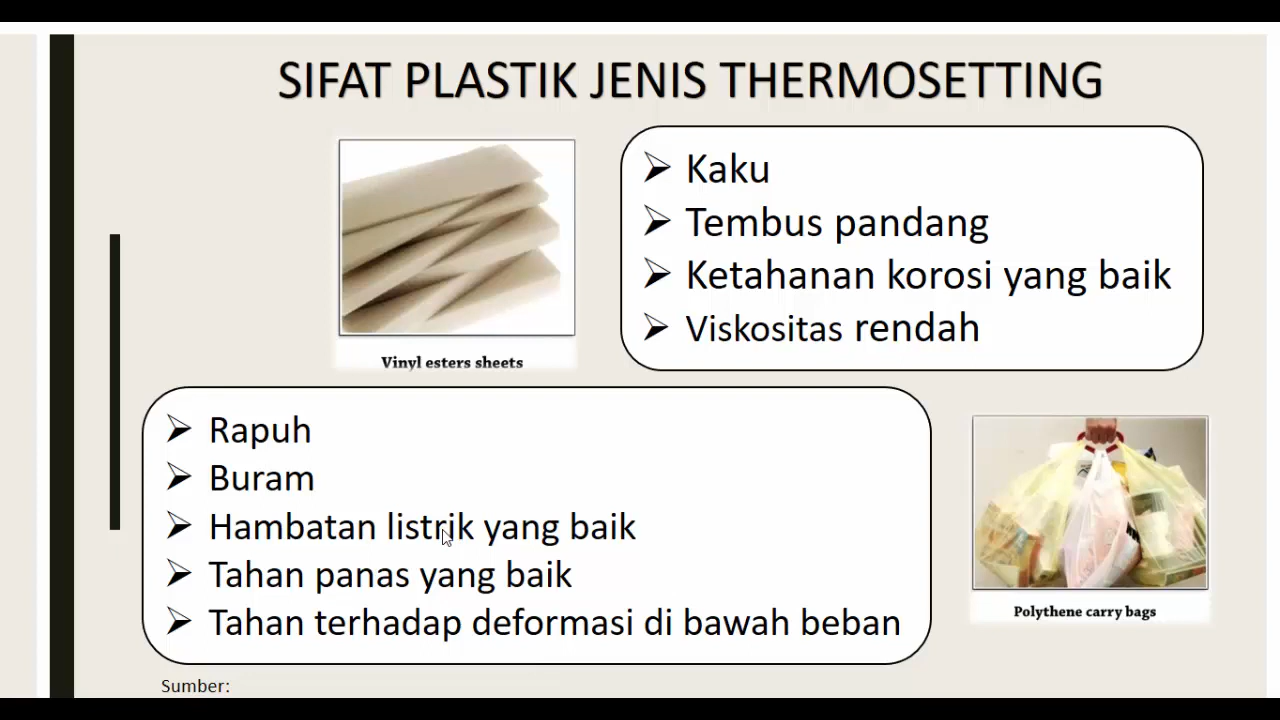 SIFAT PLASTIK JENIS THERMOSETTING
Kaku
Tembus pandang
Ketahanan korosi yang baik
Viskositas rendah
Vinyl esters sheets
Rapuh
Buram
Hambatan listrik yang baik
Tahan panas yang baik
Tahan terhadap deformasi di bawah beban
Polythene carry bags
Sumber: